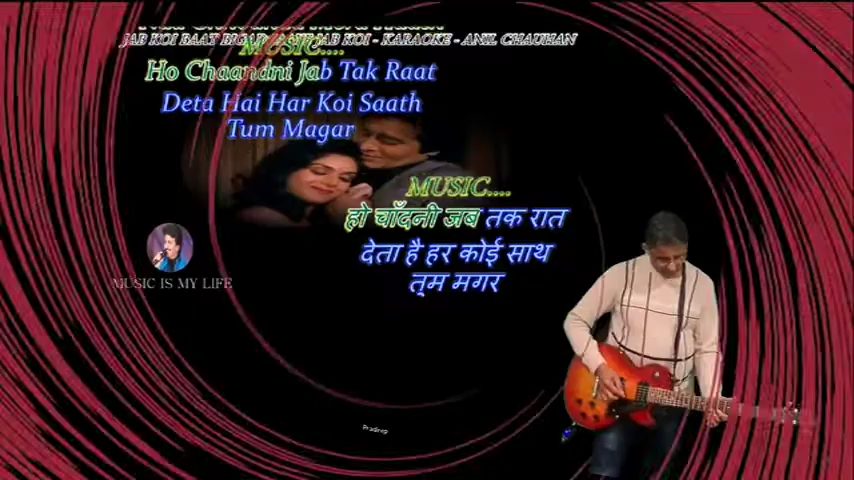 JAB KOI BAAT BIGAD JAAYE JAB KOI - KARAOKE - ANIL CHAUHAN
MUSIC....
Ho Chaandni Jab Tak Raat
Deta Hai Har Koi Saath
Tum Magar
MUSIC....
हो चाँदनी जब तक रात
देता है हर कोई साथ
तुम मगर
MUSIC IS MY LIFE
Pradeep